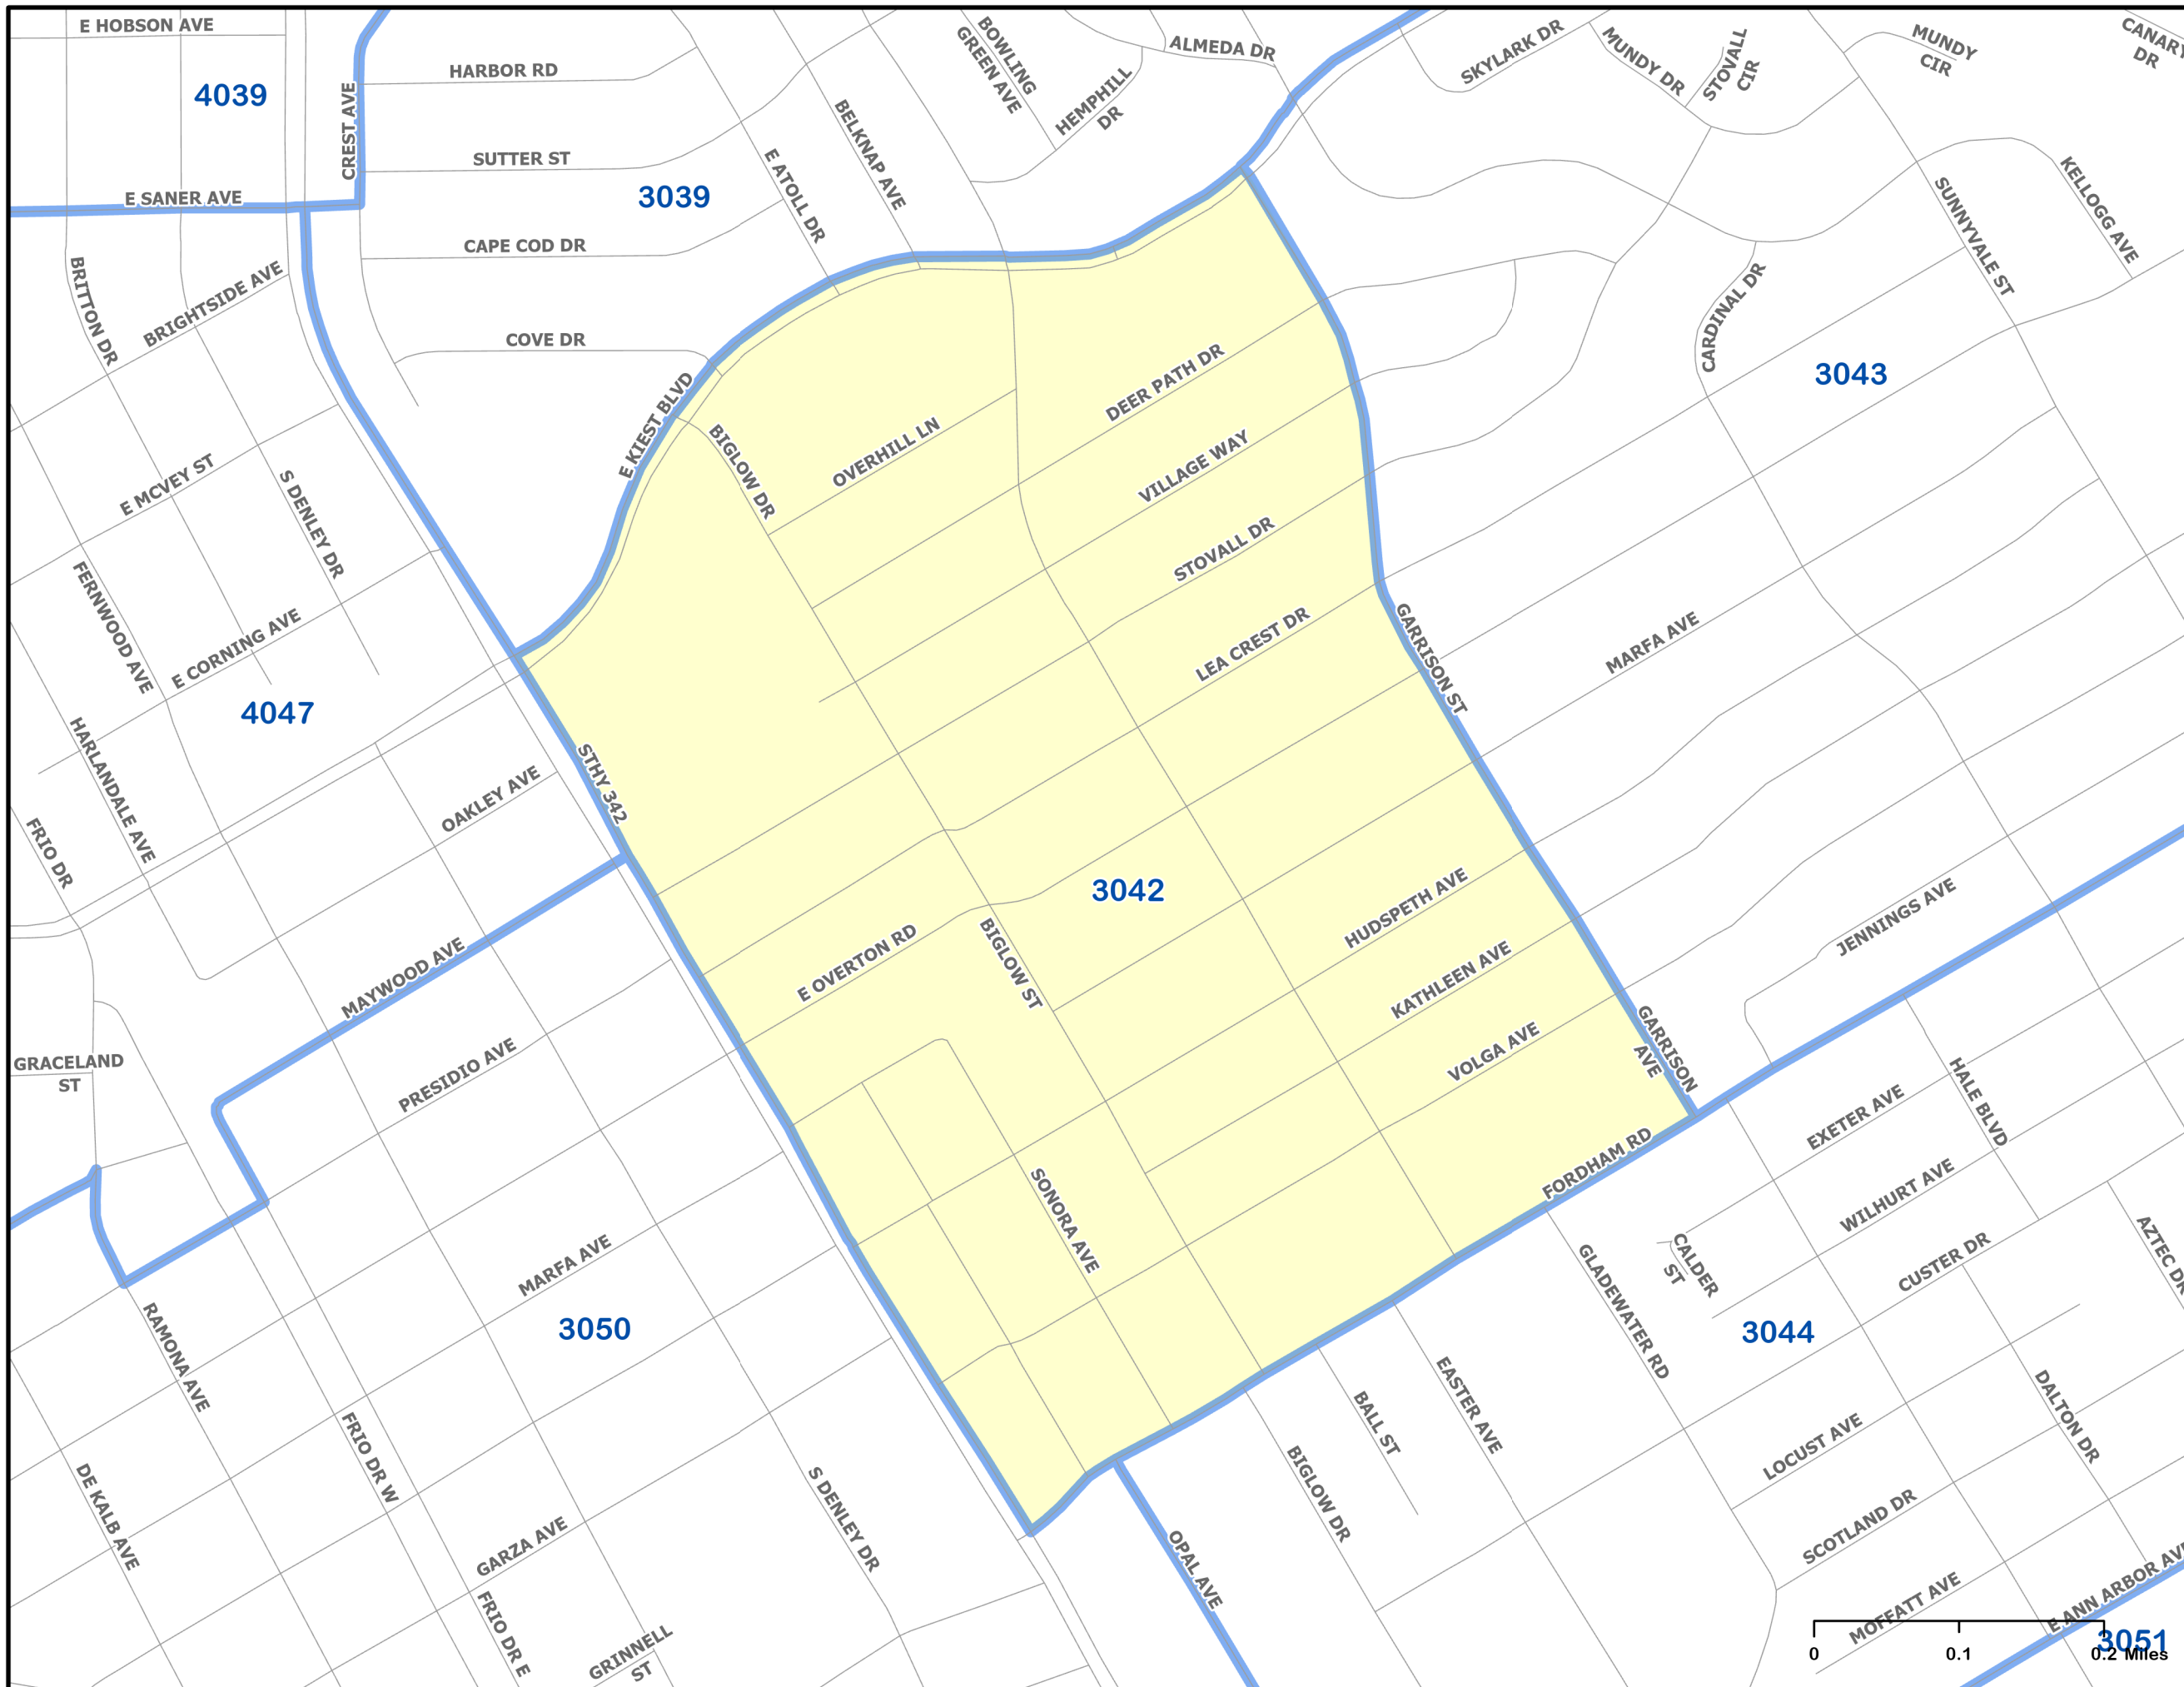 E HOBSON AVE
4039
CREST AVE
HARBOR RD
SUTTER ST
3039
E SANER AVE
CAPE COD DR
COVE DR
E ATOLL DR
BELKNAP AVE
BOWLING
GREEN AVE
HEMPHILL
DR
ALMEDA DR
SKYLARK DR
MUNDY DR
STOVALL
CIR
MUNDY
CIR
CANARY
DR
KELLOGG AVE
SUNNYVALE ST
CARDINAL DR
3043
BRITTON DR
BRIGHTSIDE AVE
E MCVEY ST
S DENLEY DR
FERNWOOD AVE
E CORNING AVE
4047
HARLANDALE AVE
FRIO DR
OAKLEY AVE
STHY 342
E KIEST BLVD
BIGLOW DR
OVERHILL LN
DEER PATH DR
VILLAGE WAY
STOVALL DR
LEA CREST DR
GARRISON ST
MARFA AVE
3042
E OVERTON RD
BIGLOW ST
HUDSPETH AVE
KATHLEEN AVE
VOLGA AVE
GARRISON
AVE
JENNINGS AVE
MAYWOOD AVE
PRESIDIO AVE
GRACELAND
ST
SONORA AVE
FORDHAM RD
EXETER AVE
HALE BLVD
WILHURT AVE
CALDER
ST
CUSTER DR
AZTEC DR
MARFA AVE
3050
RAMONA AVE
FRIO DR W
DE KALB AVE
GARZA AVE
FRIO DR E
GRINNELL
ST
S DENLEY DR
OPAL AVE
BIGLOW DR
BALL ST
EASTER AVE
GLADEWATER RD
3044
LOCUST AVE
DALTON DR
SCOTLAND DR
MOFFATT AVE
E ANN ARBOR AVE
3051
0
0.1
0.2 Miles